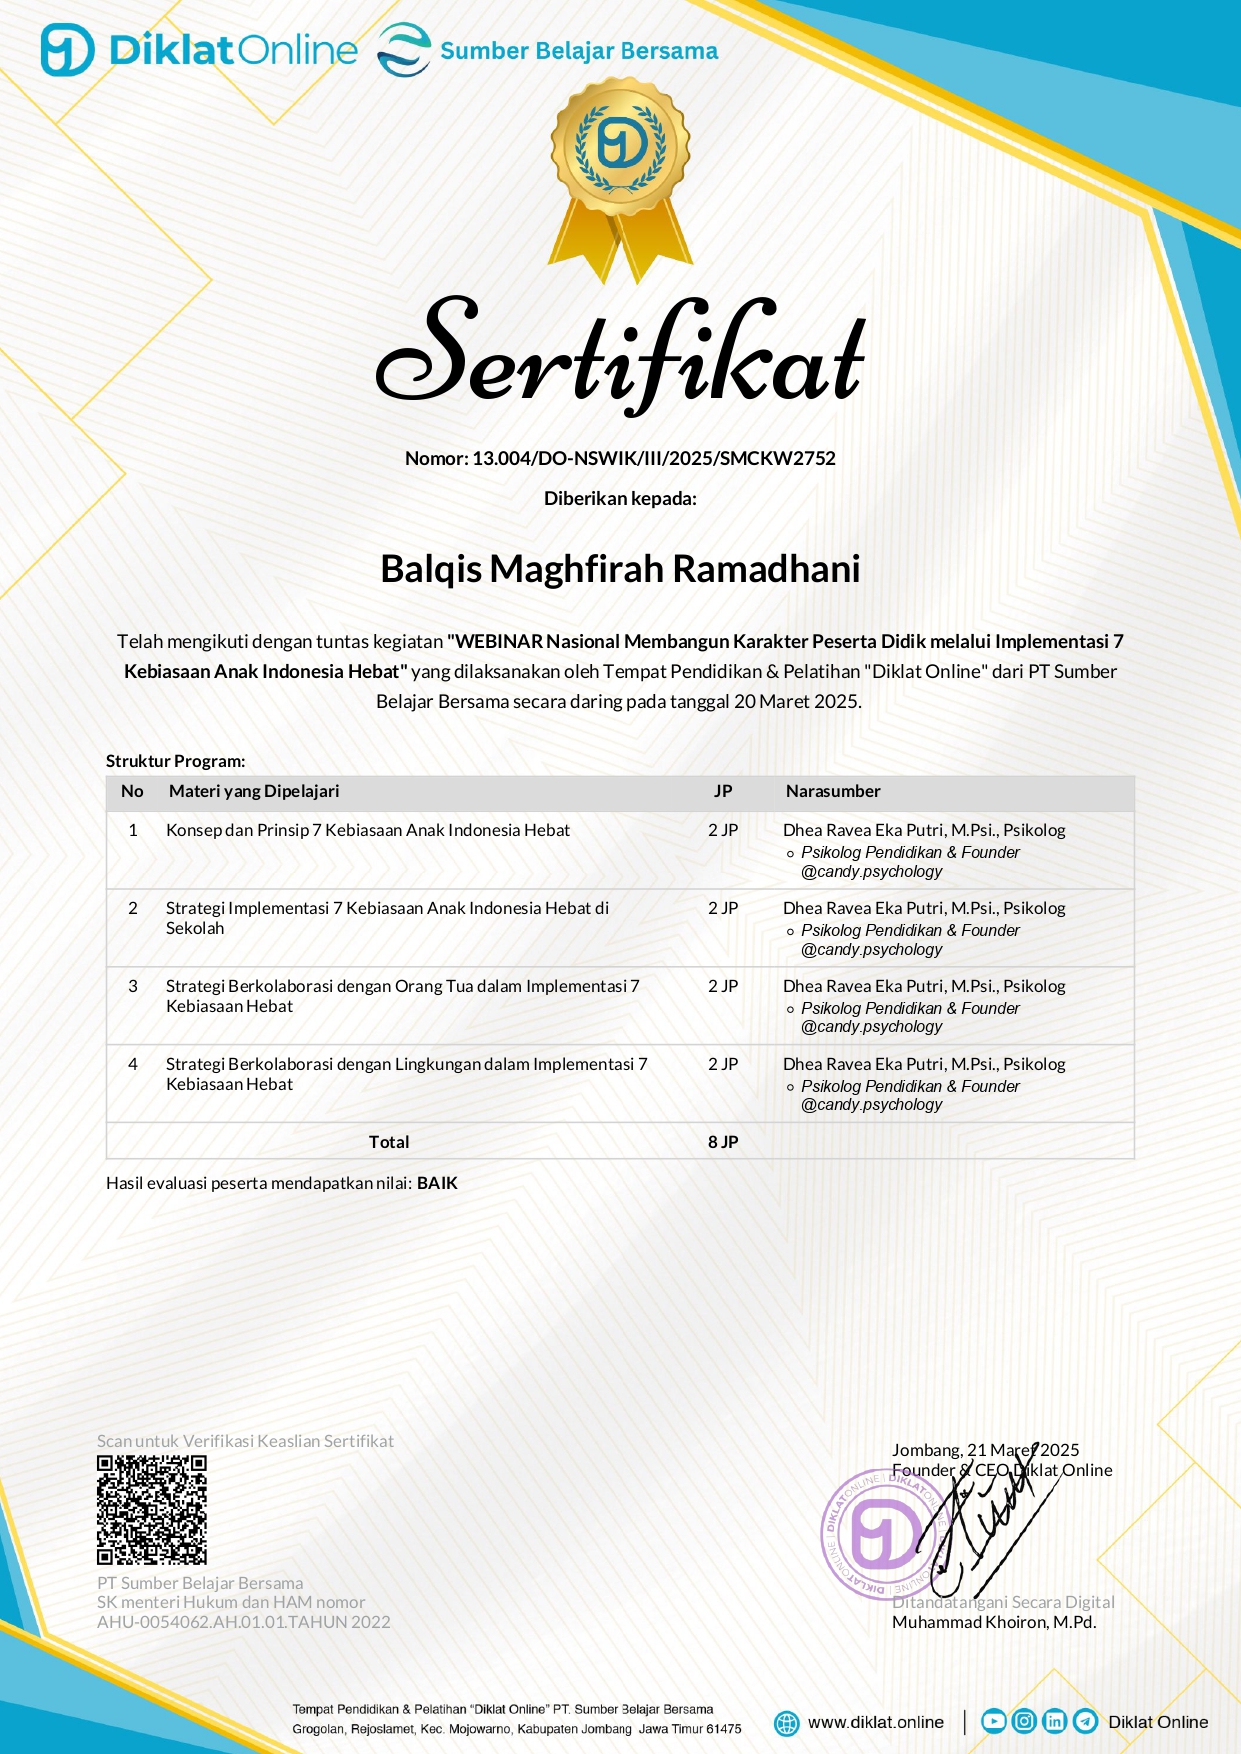 DiklatOnline Sumber Belajar Bersama
Sertifikat
Nomor: 13.004/DO-NSWIK/III/2025/SMCKW2752
Diberikan kepada:
Balqis Maghfirah Ramadhani
Telah mengikuti dengan tuntas kegiatan "WEBINAR Nasional Membangun Karakter Peserta Didik melalui Implementasi 7
Kebiasaan Anak Indonesia Hebat" yang dilaksanakan oleh Tempat Pendidikan & Pelatihan "Diklat Online" dari PT Sumber
Belajar Bersama secara daring pada tanggal 20 Maret 2025.
Struktur Program:
No Materi yang Dipelajari JP Narasumber
1 Konsep dan Prinsip 7 Kebiasaan Anak Indonesia Hebat 2 JP Dhea Ravea Eka Putri, M.Psi., Psikolog
Psikolog Pendidikan & Founder
@candy.psychology
2 Strategi Implementasi 7 Kebiasaan Anak Indonesia Hebat di 2 JP Dhea Ravea Eka Putri, M.Psi., Psikolog
Sekolah Psikolog Pendidikan & Founder
@candy.psychology
3 Strategi Berkolaborasi dengan Orang Tua dalam Implementasi 7 2 JP Dhea Ravea Eka Putri, M.Psi., Psikolog
Kebiasaan Hebat Psikolog Pendidikan & Founder
@candy.psychology
4 Strategi Berkolaborasi dengan Lingkungan dalam Implementasi 7 2 JP Dhea Ravea Eka Putri, M.Psi., Psikolog
Kebiasaan Hebat Psikolog Pendidikan & Founder
@candy.psychology
Total 8 JP
Hasil evaluasi peserta mendapatkan nilai: BAIK
Scan untuk Verifikasi Keaslian Sertifikat
PT Sumber Belajar Bersama
SK menteri Hukum dan HAM nomor
AHU-0054062.AH.01.01.TAHUN 2022
Jombang, 21 Maret 2025
Founder & CEO Diklat Online
DIKLATONLINE | DIKLATONLINE | DIKLATONLINE | DIKLATONLINE
Ditandatangani Secara Digital
Muhammad Khoiron, M.Pd.
Tempat Pendidikan & Pelatihan “Diklat Online” PT. Sumber Belajar Bersama
Grogolan, Rejoslamet, Kec. Mojowarno, Kabupaten Jombang Jawa Timur 61475
www.diklat.online | Diklat Online